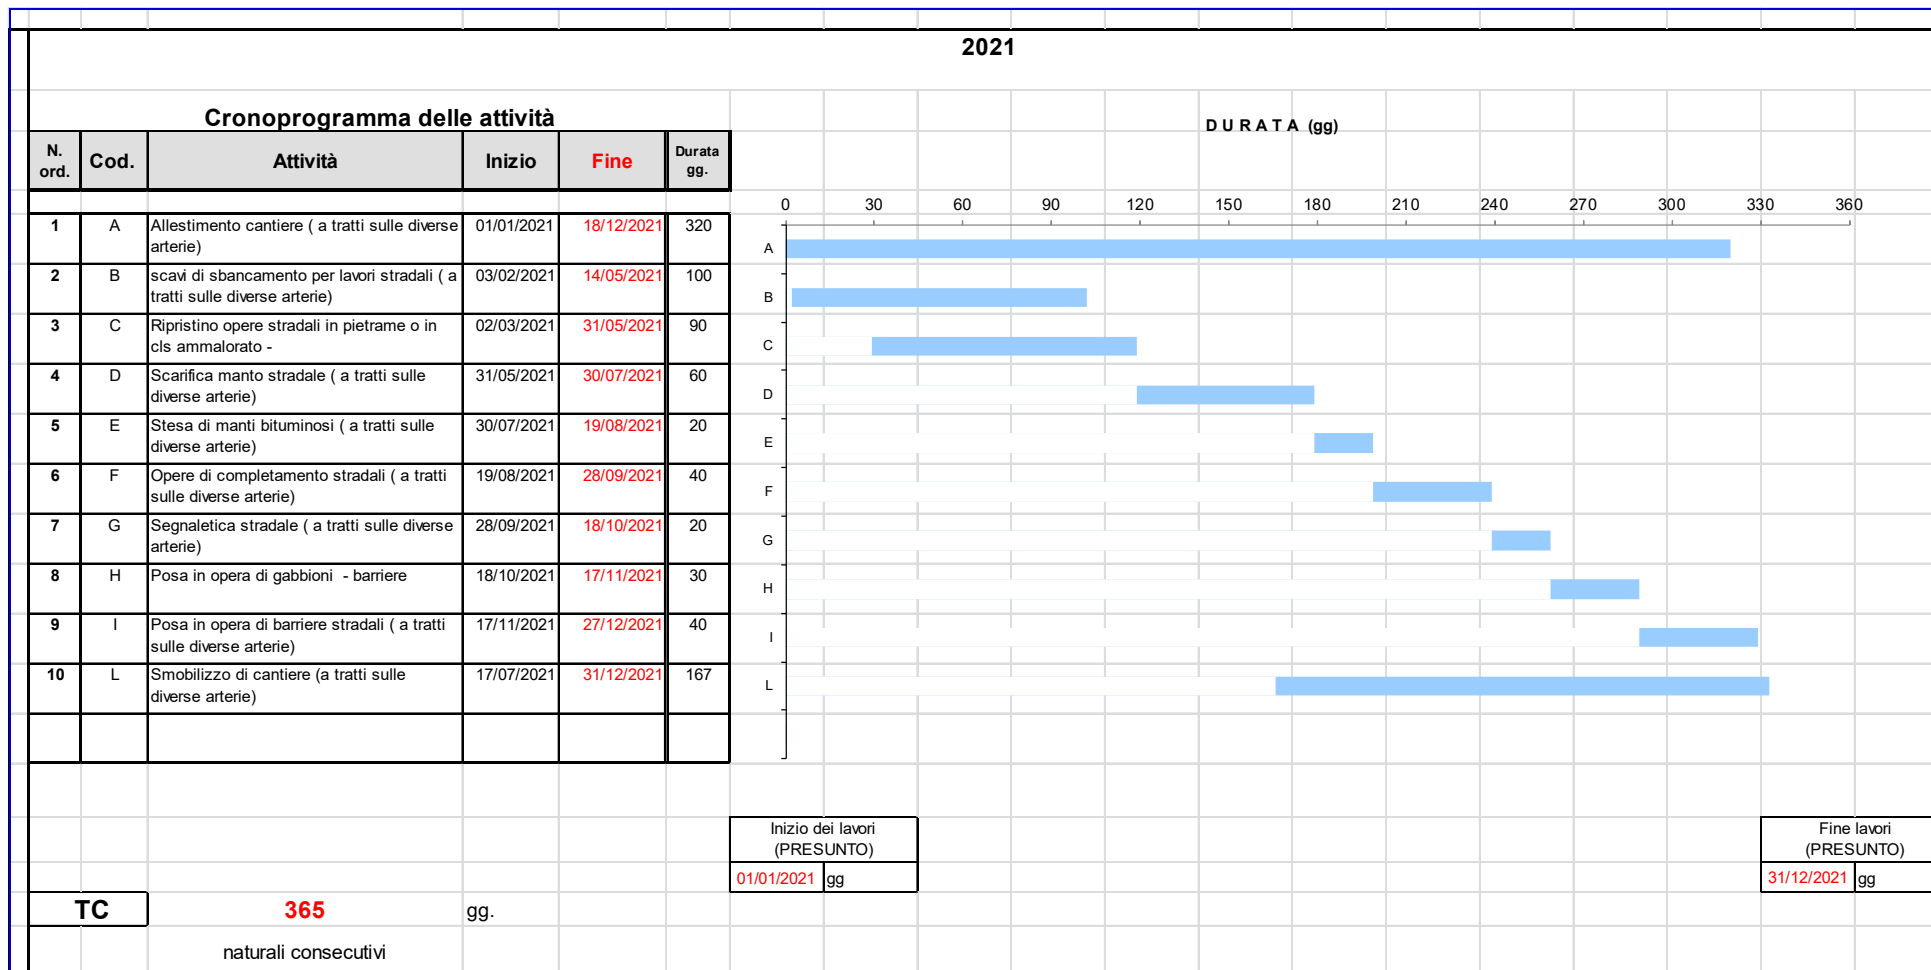 2021
Cronoprogramma delle attività
D U R A T A (gg)
N. ord. Cod. Attività Inizio Fine Durata gg.
0 30 60 90 120 150 180 210 240 270 300 330 360
1 A Allestimento cantiere ( a tratti sulle diverse 01/01/2021 18/12/2021 320
arterie)
A
2 B scavi di sbancamento per lavori stradali ( a 03/02/2021 14/05/2021 100
tratti sulle diverse arterie)
B
3 C Ripristino opere stradali in pietrame o in 02/03/2021 31/05/2021 90
cls ammalorato -
C
4 D Scarifica manto stradale ( a tratti sulle 31/05/2021 30/07/2021 60
diverse arterie)
D
5 E Stesa di manti bituminosi ( a tratti sulle 30/07/2021 19/08/2021 20
diverse arterie)
E
6 F Opere di completamento stradali ( a tratti 19/08/2021 28/09/2021 40
sulle diverse arterie)
F
7 G Segnaletica stradale ( a tratti sulle diverse 28/09/2021 18/10/2021 20
arterie)
G
8 H Posa in opera di gabbioni - barriere 18/10/2021 17/11/2021 30
H
9 I Posa in opera di barriere stradali ( a tratti 17/11/2021 27/12/2021 40
sulle diverse arterie)
I
10 L Smobilizzo di cantiere (a tratti sulle 17/07/2021 31/12/2021 167
diverse arterie)
L
Inizio dei lavori
(PRESUNTO)
01/01/2021 gg
Fine lavori
(PRESUNTO)
31/12/2021 gg
TC 365 gg.
naturali consecutivi